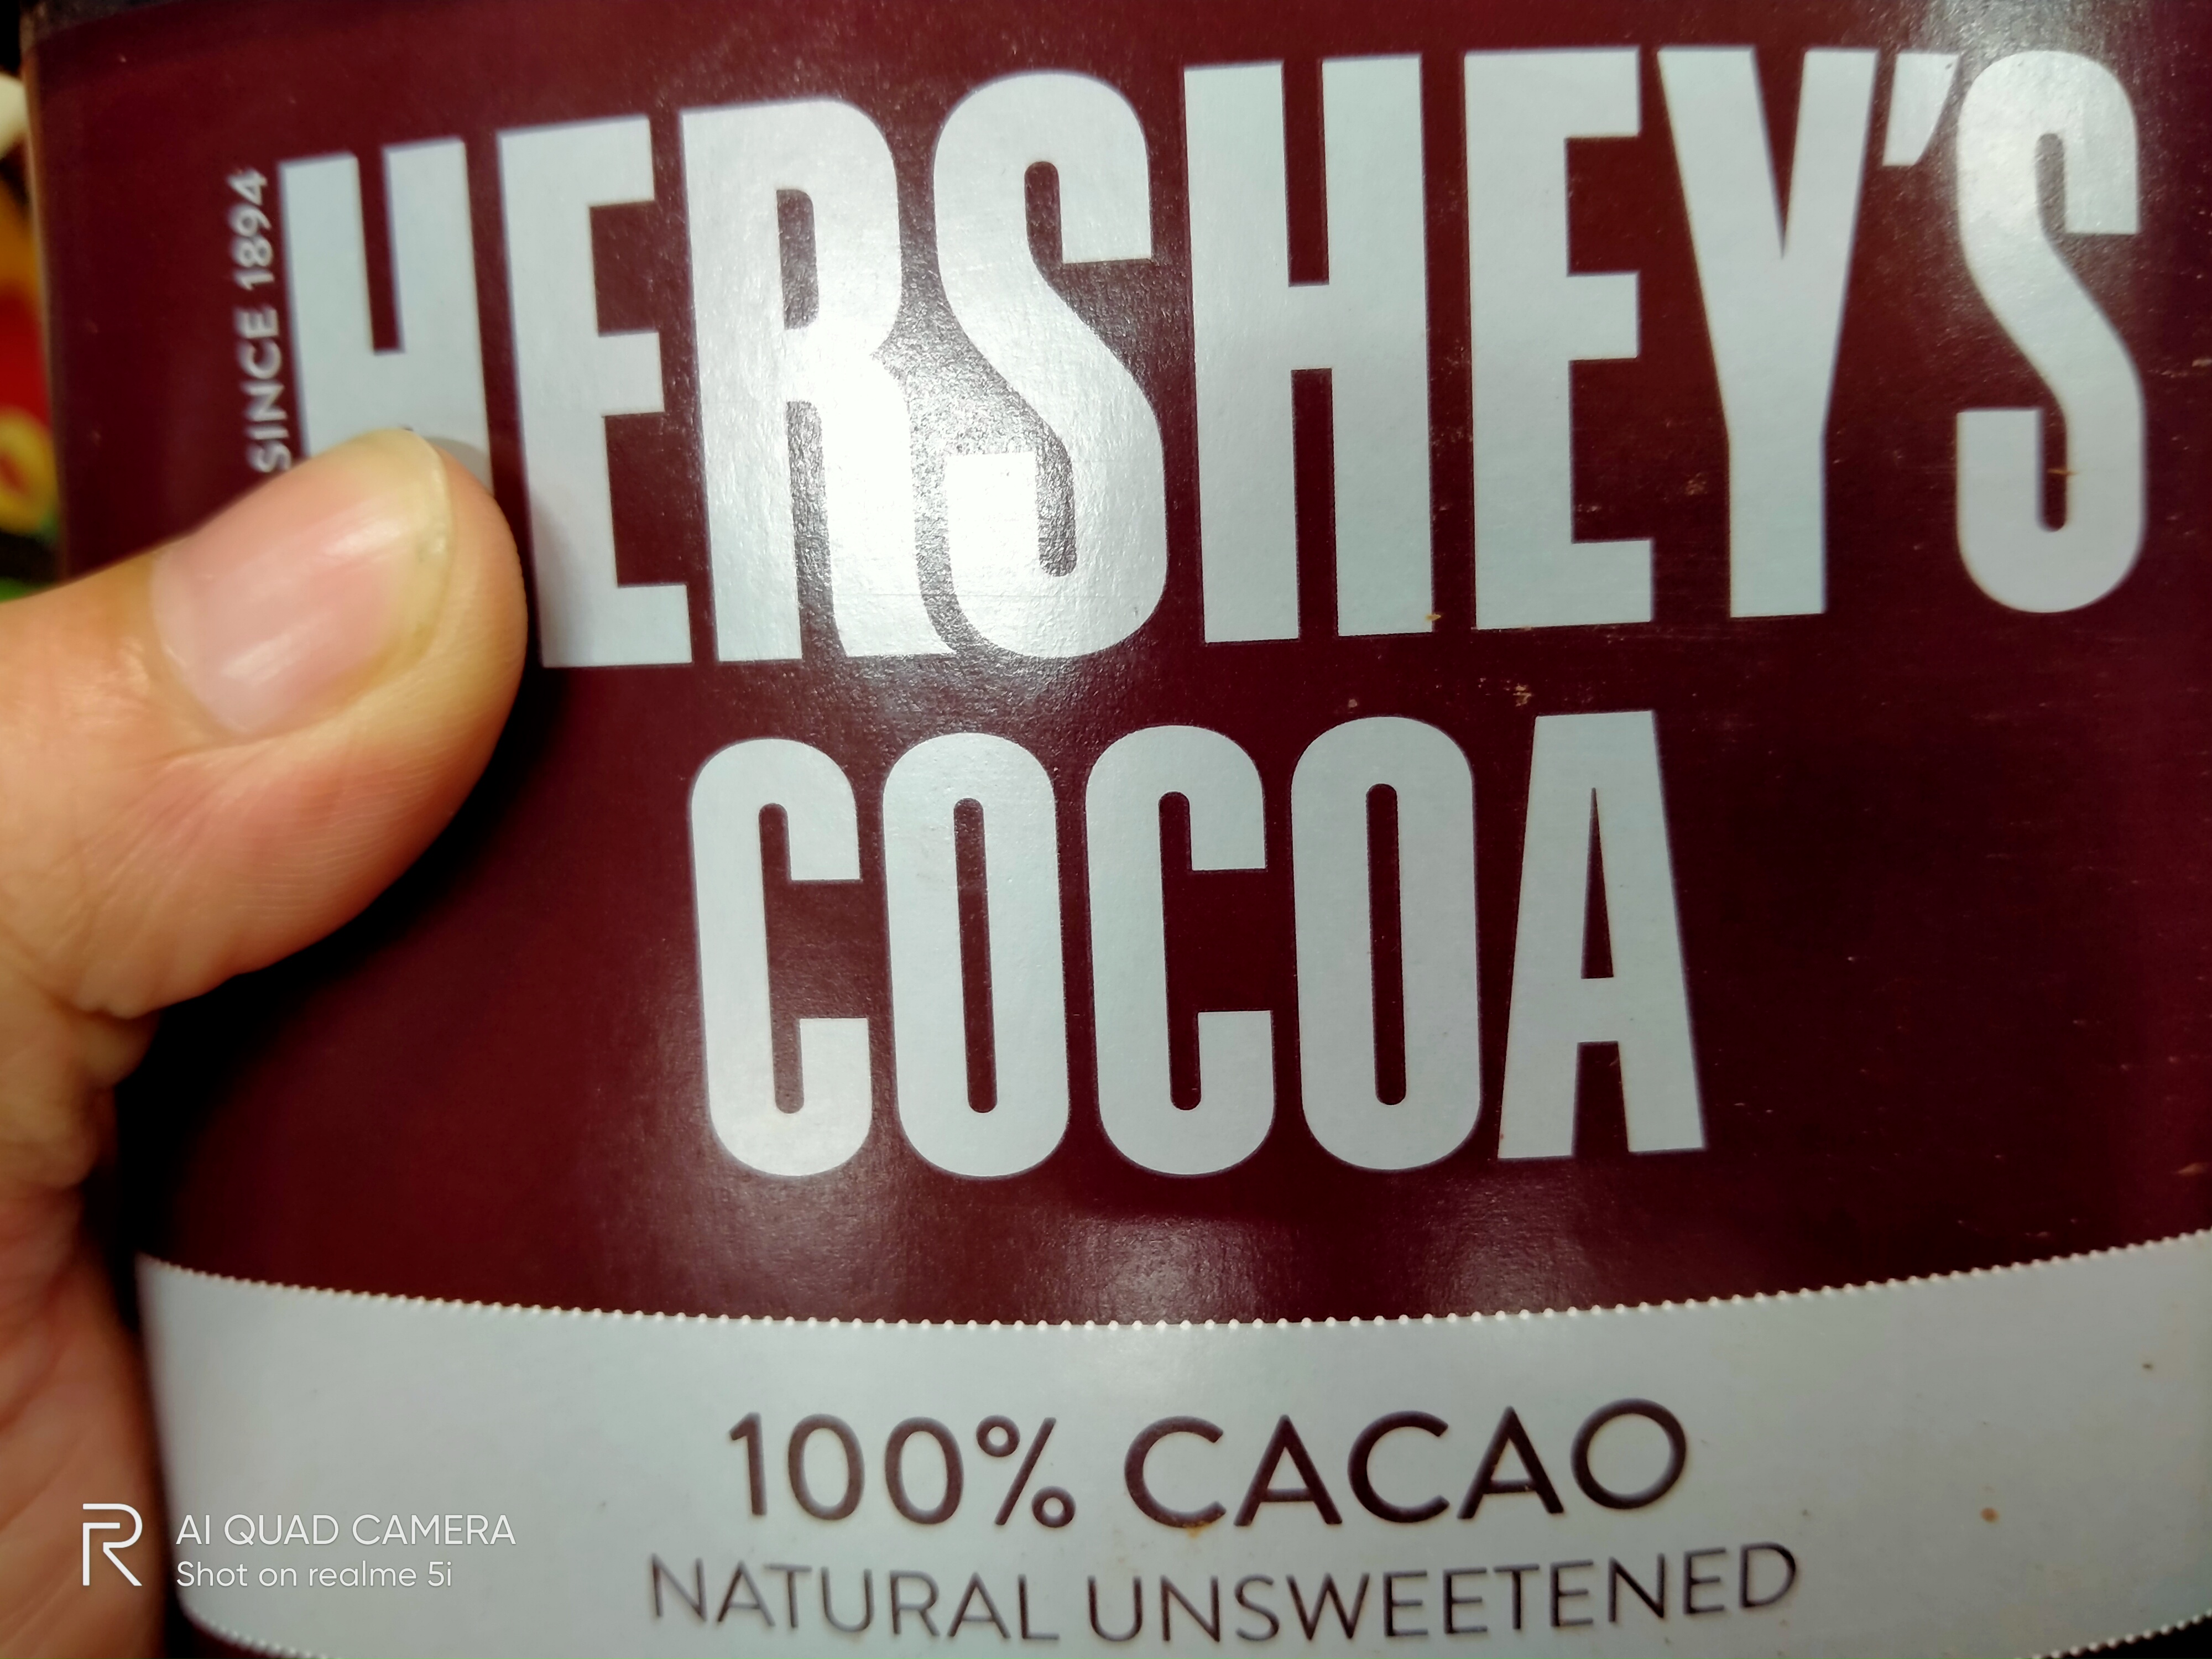 SINCE 1894
HERSHEY'S
COCOA
100% CACAO
NATURAL UNSWEETENED
R AI QUAD CAMERA
Shot on realme 5i